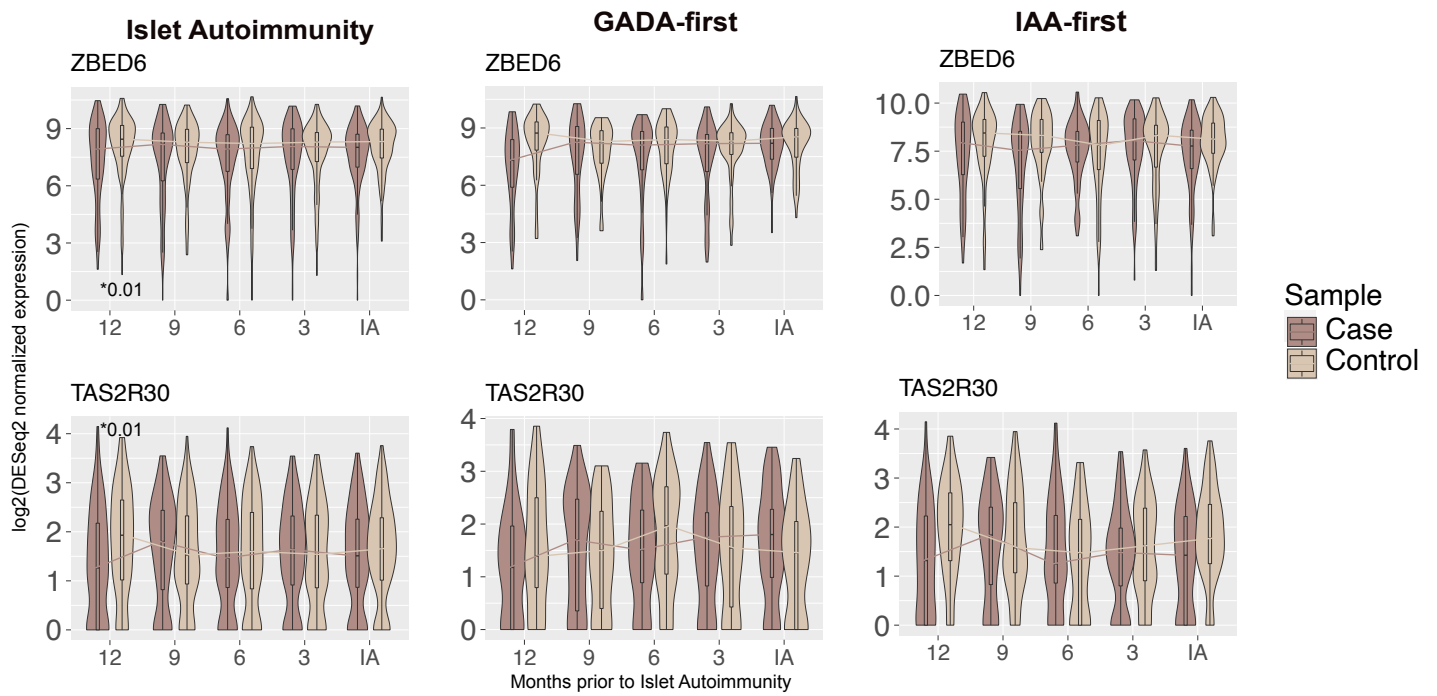 Islet Autoimmunity
GADA-first
IAA-first
ZBED6
ZBED6
ZBED6
9
6
3
0
*0.01
12 9 6 3 IA
9
6
3
0
12 9 6 3 IA
10.0
7.5
5.0
2.5
0.0
12 9 6 3 IA
log2(DESeq2 normalized expression)
Sample
Case
Control
TAS2R30
TAS2R30
TAS2R30
4
3
2
1
0
*0.01
12 9 6 3 IA
4
3
2
1
0
12 9 6 3 IA
4
3
2
1
0
12 9 6 3 IA
Months prior to Islet Autoimmunity